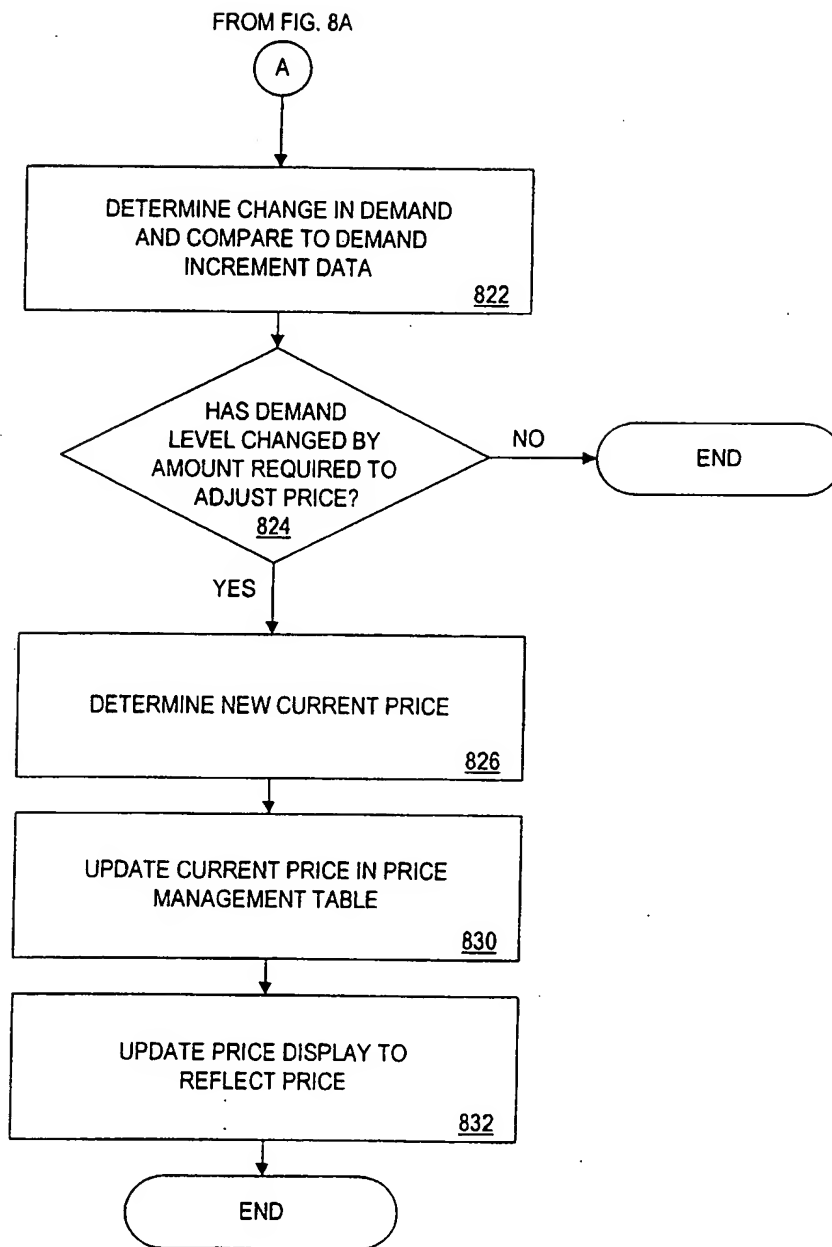 FROM FIG. 8A
A
DETERMINE CHANGE IN DEMAND
AND COMPARE TO DEMAND
INCREMENT DATA
822
HAS DEMAND
LEVEL CHANGED BY
AMOUNT REQUIRED TO
ADJUST PRICE?
824
NO
END
YES
DETERMINE NEW CURRENT PRICE
826
UPDATE CURRENT PRICE IN PRICE
MANAGEMENT TABLE
830
UPDATE PRICE DISPLAY TO
REFLECT PRICE
832
END